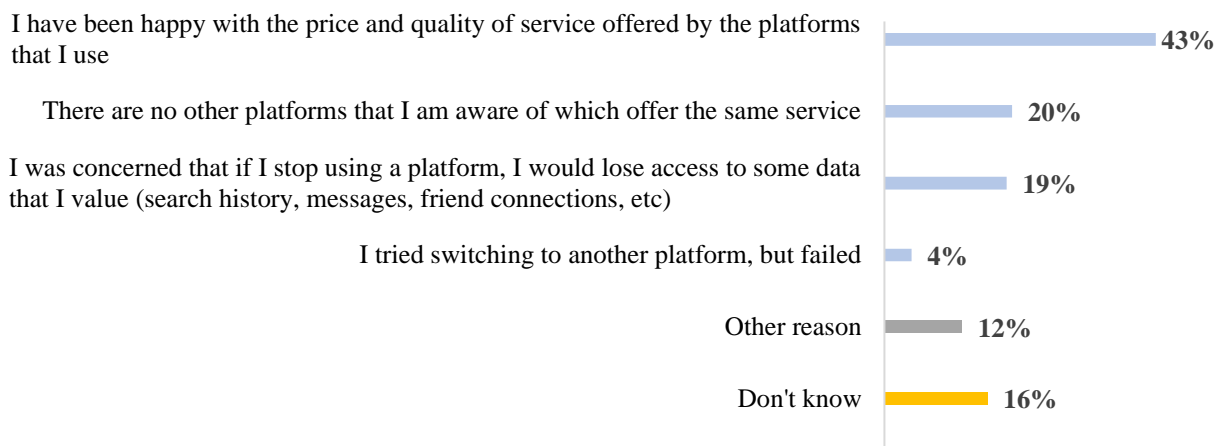 I have been happy with the price and quality of service offered by the platforms
that I use
43%
There are no other platforms that I am aware of which offer the same service
20%
I was concerned that if I stop using a platform, I would lose access to some data
that I value (search history, messages, friend connections, etc)
19%
I tried switching to another platform, but failed
4%
Other reason
12%
Don't know
16%